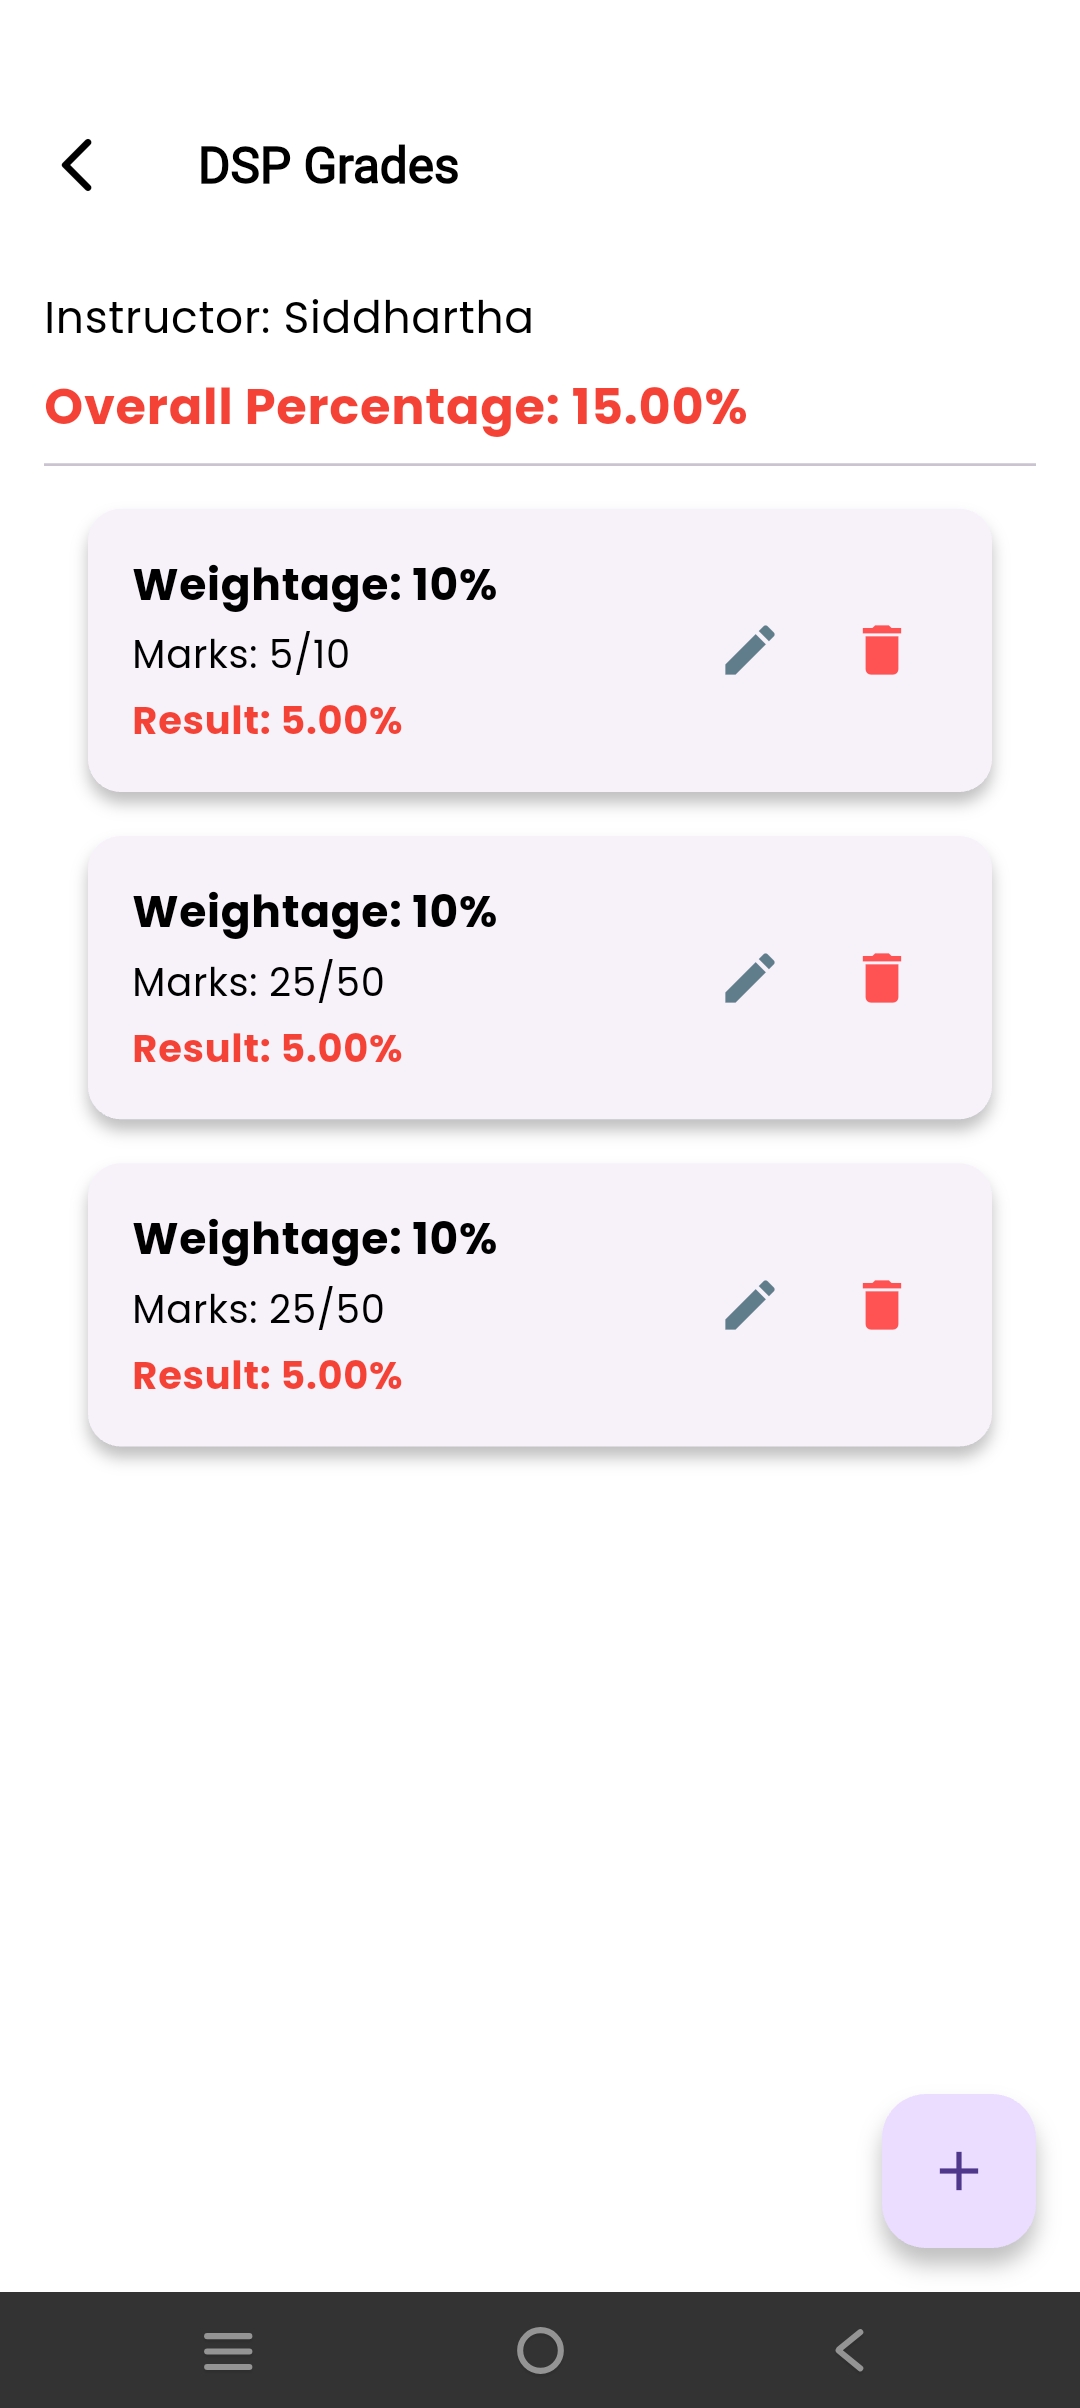 DSP Grades
Instructor: Siddhartha
Overall Percentage: 15.00%
Weightage: 10%
Marks: 5/10
Result: 5.00%
Weightage: 10%
Marks: 25/50
Result: 5.00%
Weightage: 10%
Marks: 25/50
Result: 5.00%